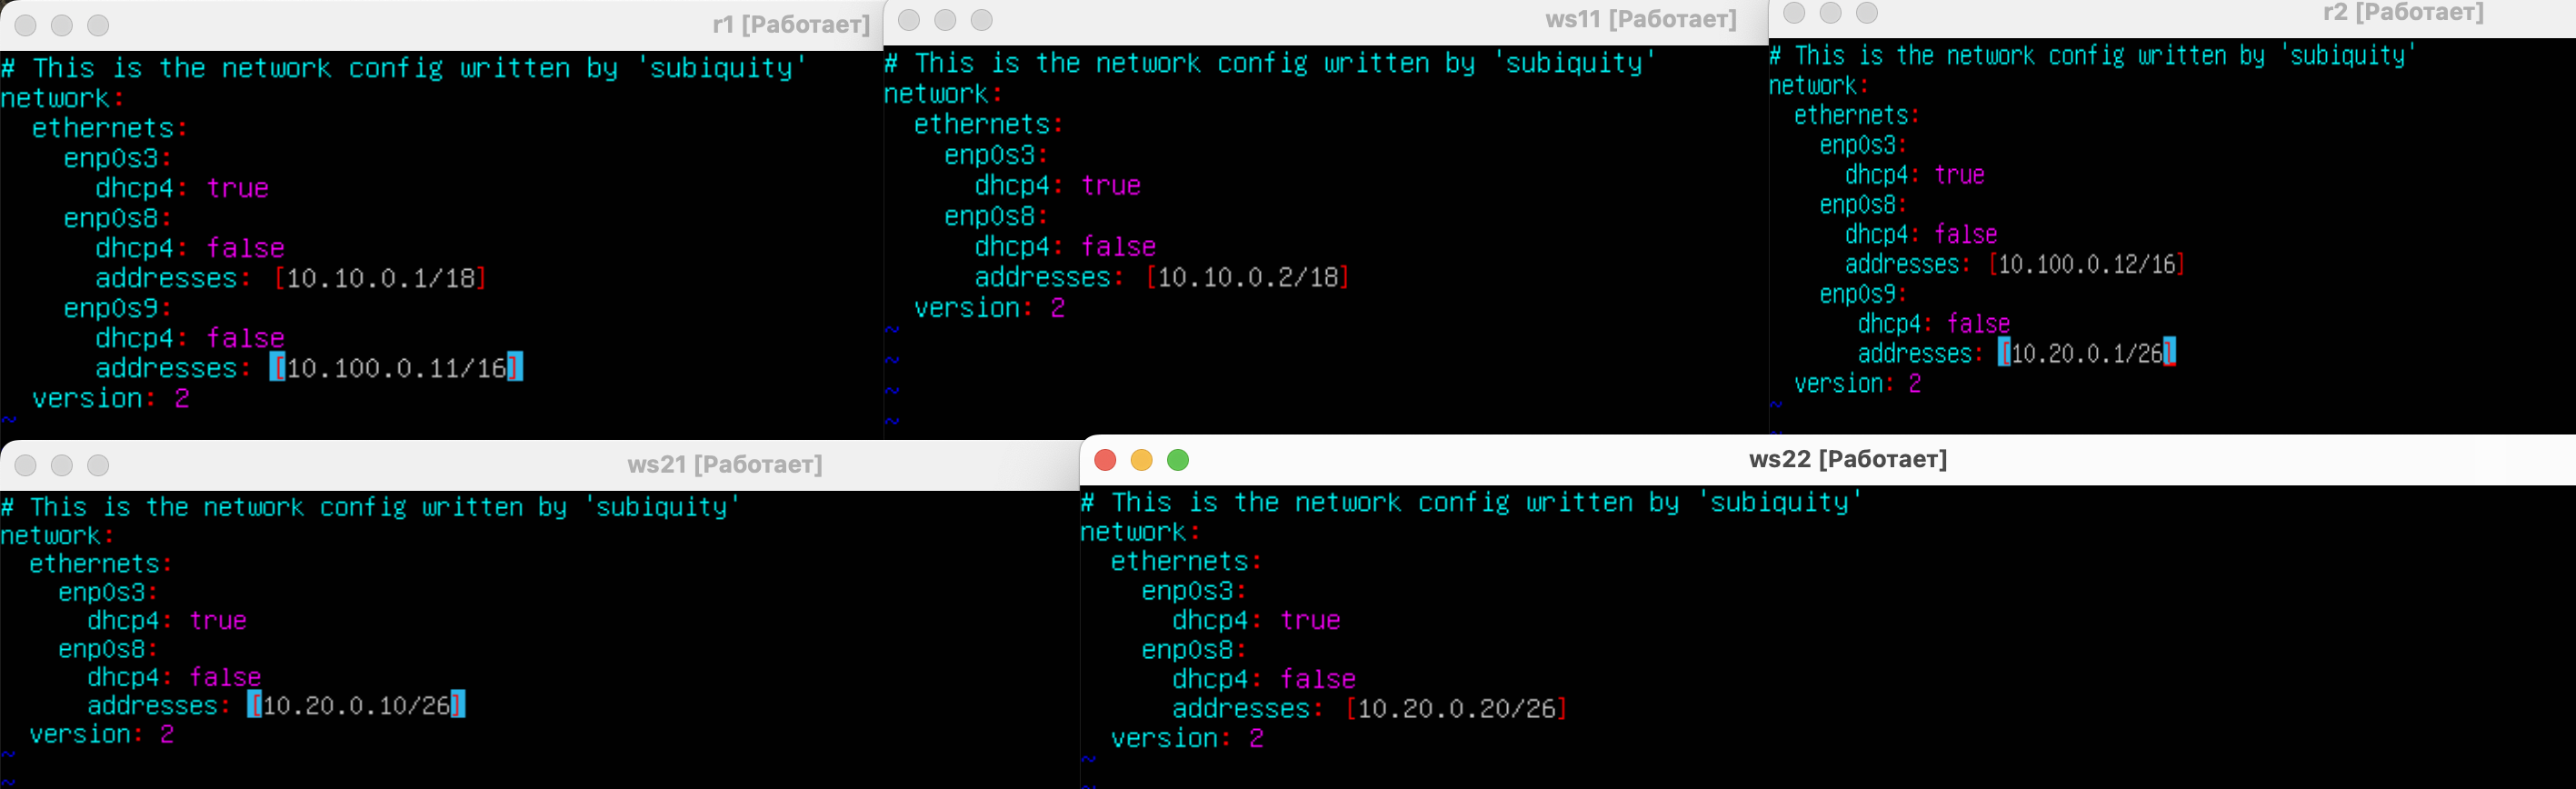 r1 [Работает]
# This is the network config written by 'subiquity'
network:
  ethernets:
    enp0s3:
      dhcp4: true
    enp0s8:
      dhcp4: false
      addresses: [10.10.0.1/18]
    enp0s9:
      dhcp4: false
      addresses: [10.100.0.11/16]
  version: 2
~
ws11 [Работает]
# This is the network config written by 'subiquity'
network:
  ethernets:
    enp0s3:
      dhcp4: true
    enp0s8:
      dhcp4: false
      addresses: [10.10.0.2/18]
  version: 2
~
~
~
~
r2 [Работает]
# This is the network config written by 'subiquity'
network:
  ethernets:
    enp0s3:
      dhcp4: true
    enp0s8:
      dhcp4: false
      addresses: [10.100.0.12/16]
    enp0s9:
       dhcp4: false
       addresses: [10.20.0.1/26]
  version: 2
~
ws21 [Работает]
# This is the network config written by 'subiquity'
network:
  ethernets:
    enp0s3:
      dhcp4: true
    enp0s8:
      dhcp4: false
      addresses: [10.20.0.10/26]
  version: 2
~
~
ws22 [Работает]
# This is the network config written by 'subiquity'
network:
  ethernets:
    enp0s3:
      dhcp4: true
    enp0s8:
      dhcp4: false
      addresses: [10.20.0.20/26]
  version: 2
~
~